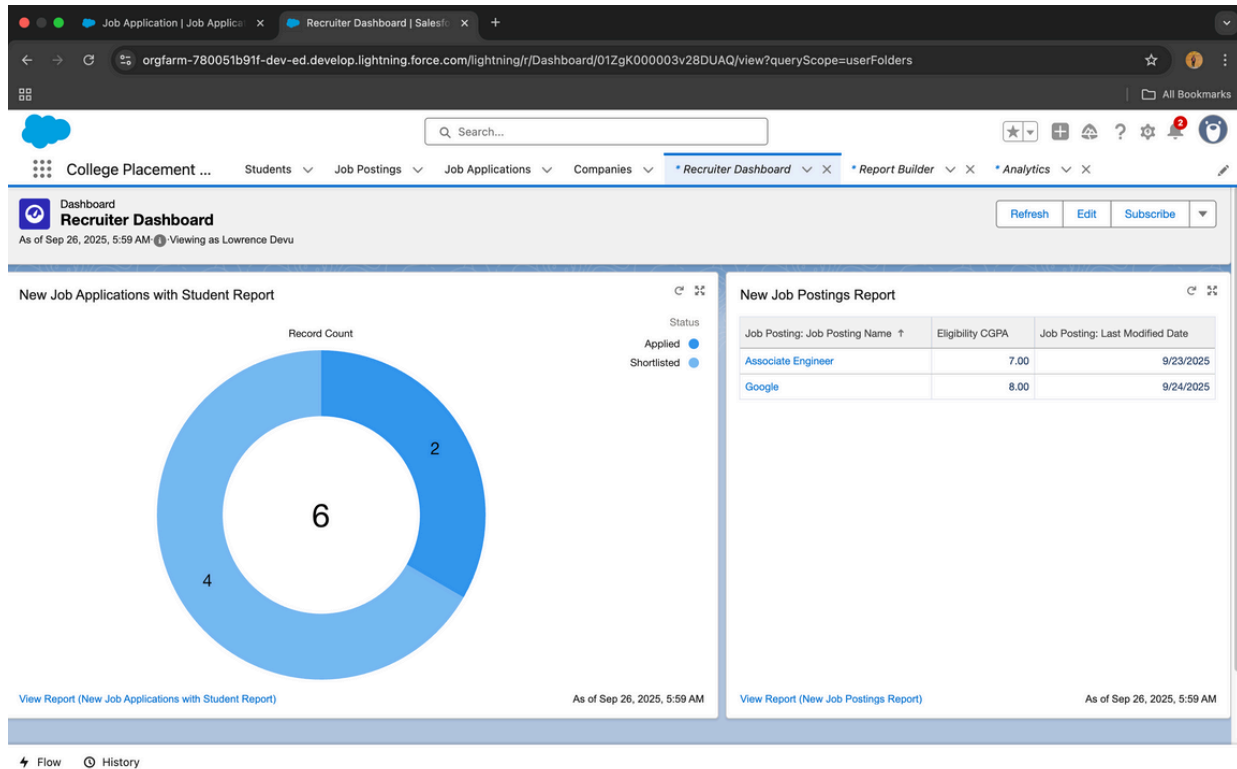 Job Application | Job Applica
Recruiter Dashboard | Salesfo
orgfarm-780051b91f-dev-ed.develop.lightning.force.com/lightning/r/Dashboard/01ZgK000003v28DUAQ/view?queryScope=userFolders
All Bookmarks
Search...
2
College Placement ... Students Job Postings Job Applications Companies * Recruiter Dashboard * Report Builder * Analytics
Dashboard
Recruiter Dashboard
As of Sep 26, 2025, 5:59 AM·Viewing as Lowrence Devu
Refresh Edit Subscribe
New Job Applications with Student Report
Record Count
Status
Applied
Shortlisted
2
6
4
View Report (New Job Applications with Student Report)
As of Sep 26, 2025, 5:59 AM
New Job Postings Report
Job Posting: Job Posting Name ↑ Eligibility CGPA Job Posting: Last Modified Date
Associate Engineer 7.00 9/23/2025
Google 8.00 9/24/2025
View Report (New Job Postings Report)
As of Sep 26, 2025, 5:59 AM
Flow History